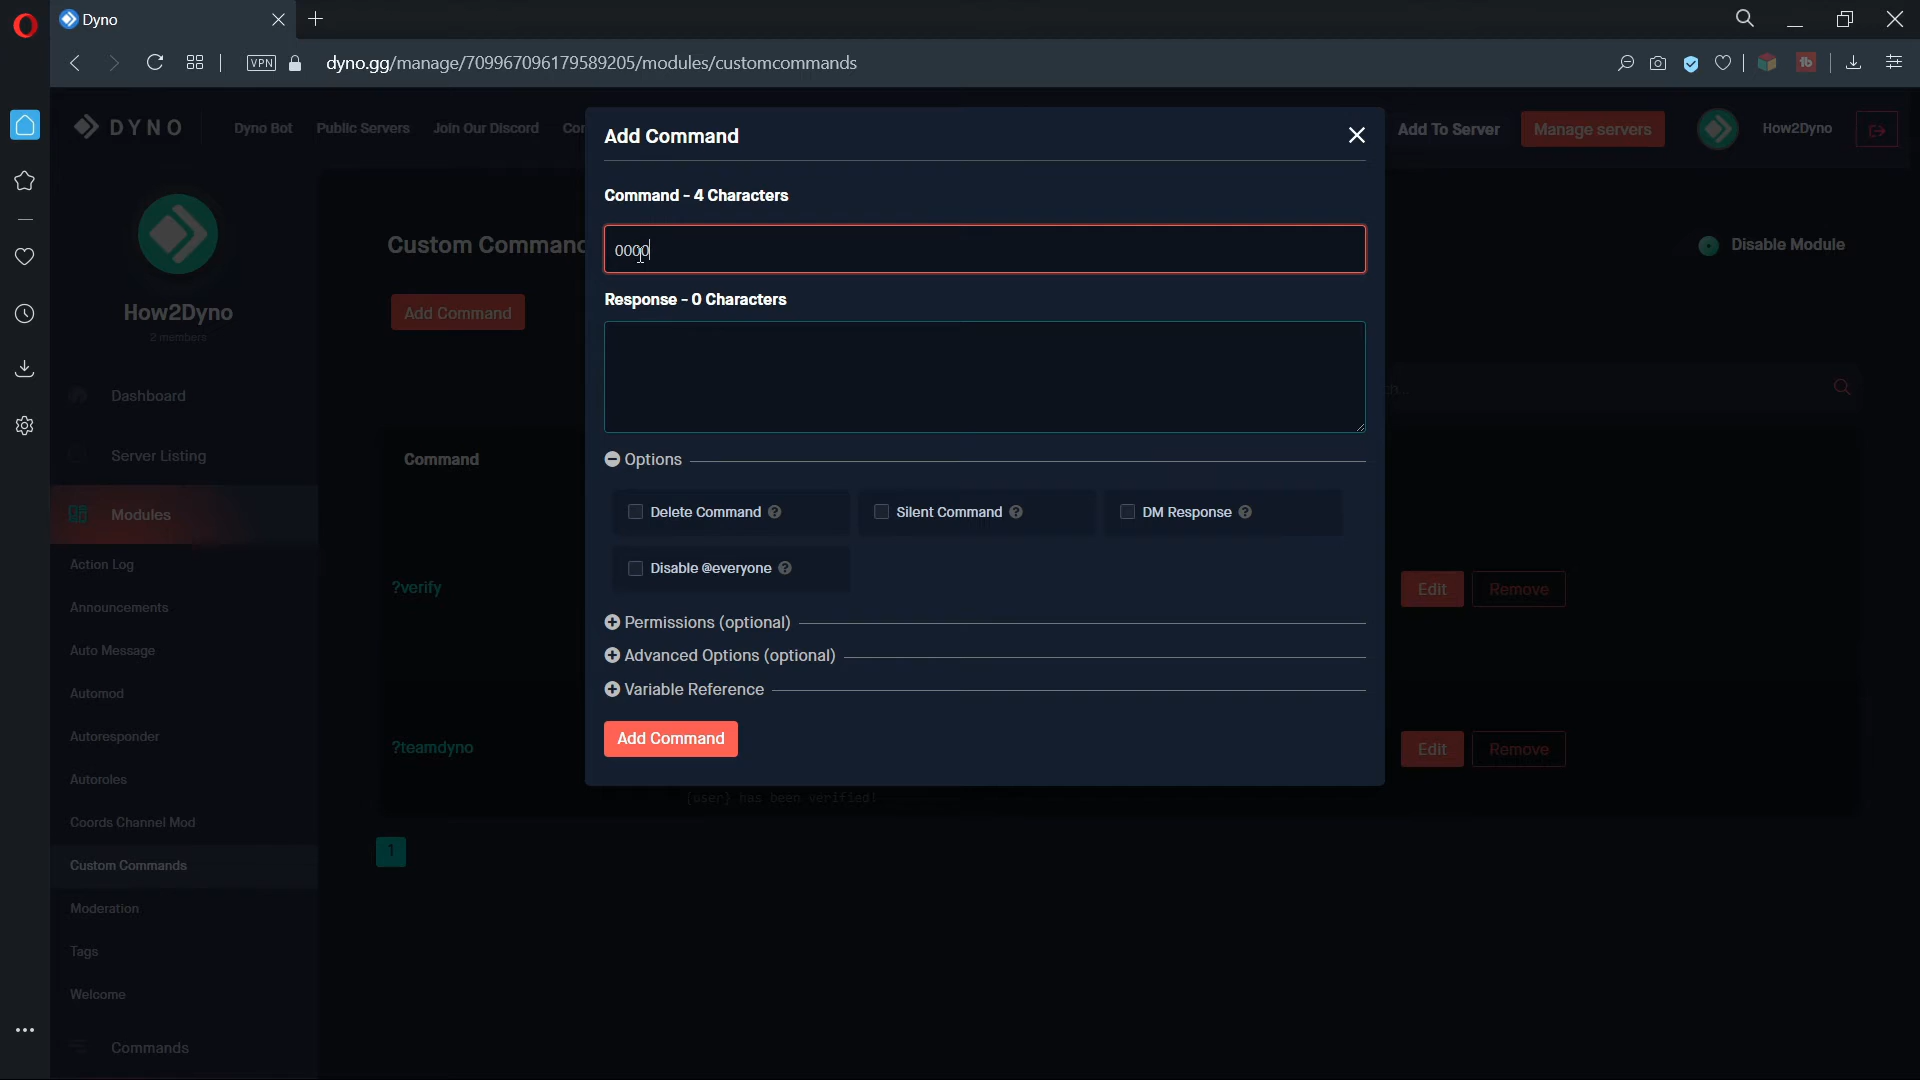 Dyno
VPN
dyno.gg/manage/709967096179589205/modules/customcommands
DYNO
Dyno Bot
Public Servers
Join Our Discord
Add To Server
Manage servers
How2Dyno
How2Dyno
2 members
Dashboard
Server Listing
Modules
Action Log
Announcements
Auto Message
Automod
Autoresponder
Autoroles
Coords Channel Mod
Custom Commands
Moderation
Tags
Welcome
Commands
Custom Comman
Disable Module
Add Command
Command
?verify
Edit
Remove
?teamdyno
Edit
Remove
{user} has been verified!
1
Add Command
Command - 4 Characters
0000
Response - 0 Characters
Options
Delete Command ?
Silent Command ?
DM Response ?
Disable @everyone ?
Permissions (optional)
Advanced Options (optional)
Variable Reference
Add Command